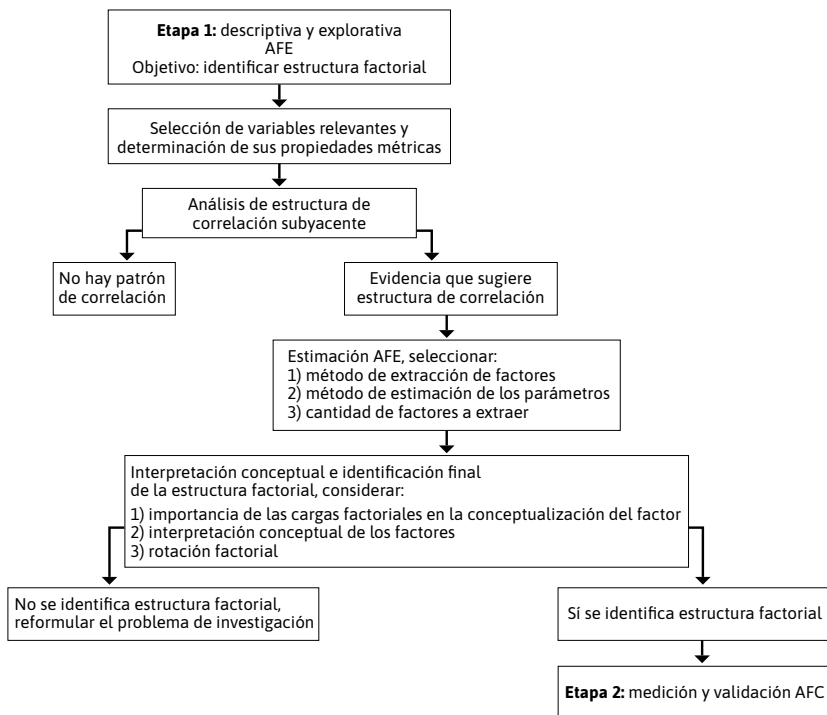 Etapa 1: descriptiva y explorativa
AFE
Objetivo: identificar estructura factorial
Selección de variables relevantes y
determinación de sus propiedades métricas
Análisis de estructura de
correlación subyacente
No hay patrón
de correlación
Evidencia que sugiere
estructura de correlación
Estimación AFE, seleccionar:
1) método de extracción de factores
2) método de estimación de los parámetros
3) cantidad de factores a extraer
Interpretación conceptual e identificación final
de la estructura factorial, considerar:
1) importancia de las cargas factoriales en la conceptualización del factor
2) interpretación conceptual de los factores
3) rotación factorial
No se identifica estructura factorial,
reformular el problema de investigación
Sí se identifica estructura factorial
Etapa 2: medición y validación AFC